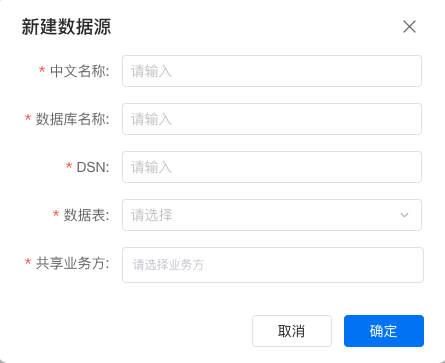 新建数据源
* 中文名称: 请输入
* 数据库名称: 请输入
* DSN: 请输入
* 数据表: 请选择
* 共享业务方: 请选择业务方
取消 确定